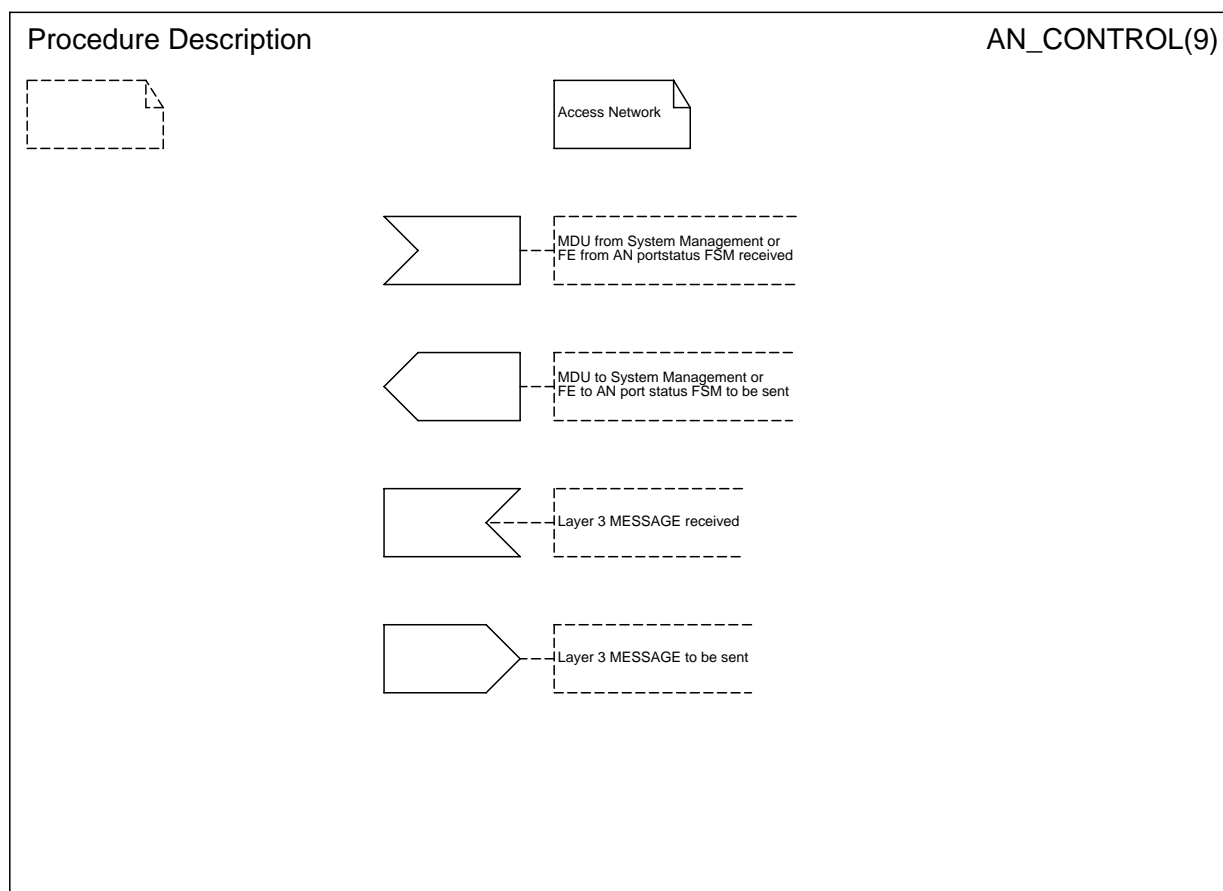 Procedure Description
AN_CONTROL(9)
Access Network
MDU from System Management or
FE from AN portstatus FSM received
MDU to System Management or
FE to AN port status FSM to be sent
Layer 3 MESSAGE received
Layer 3 MESSAGE to be sent